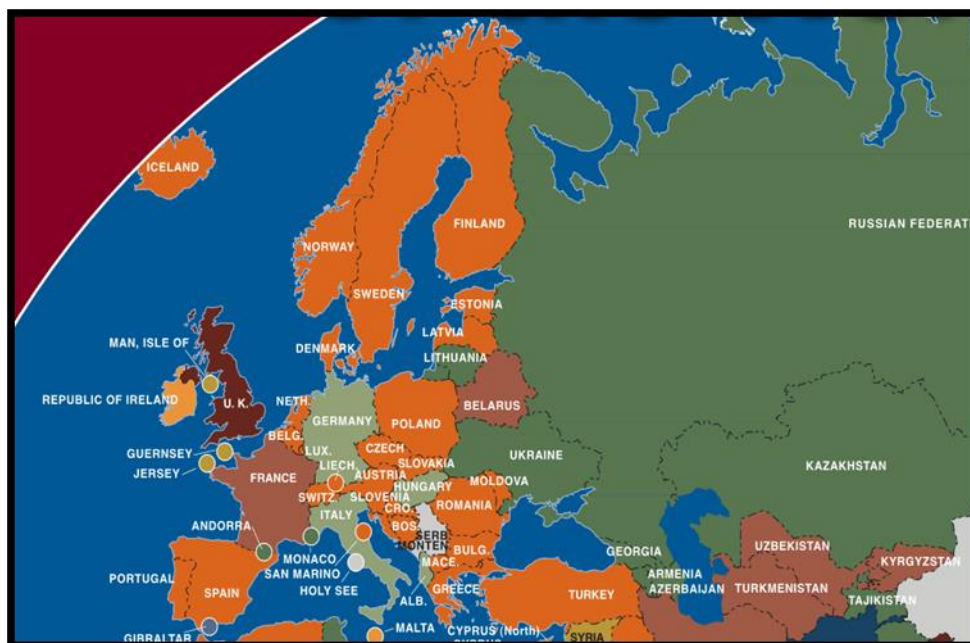 ICELAND
RUSSIAN FEDERATI
FINLAND
NORWAY
SWEDEN
ESTONIA
LATVIA
MAN, ISLE OF
DENMARK
LITHUANIA
REPUBLIC OF IRELAND
U. K.
NETH.
BELARUS
GERMANY
POLAND
BELG.
GUERNSEY
LUX.
CZECH
UKRAINE
JERSEY
LIECH.
SLOVAKIA
KAZAKHSTAN
FRANCE
AUSTRIA
HUNGARY
MOLDOVA
SWITZ.
SLOVENIA
CRO.
ROMANIA
ITALY
ANDORRA
BOS.
SERB
MONTEN
UZBEKISTAN
MONACO
BULG.
GEORGIA
KYRGYZSTAN
SAN MARINO
MACE.
ARMENIA
PORTUGAL
SPAIN
HOLY SEE
GREECE
TURKEY
AZERBAIJAN
TURKMENISTAN
TAJIKISTAN
ALB.
GIBRALTAR
MALTA
CYPRUS (North)
SYRIA